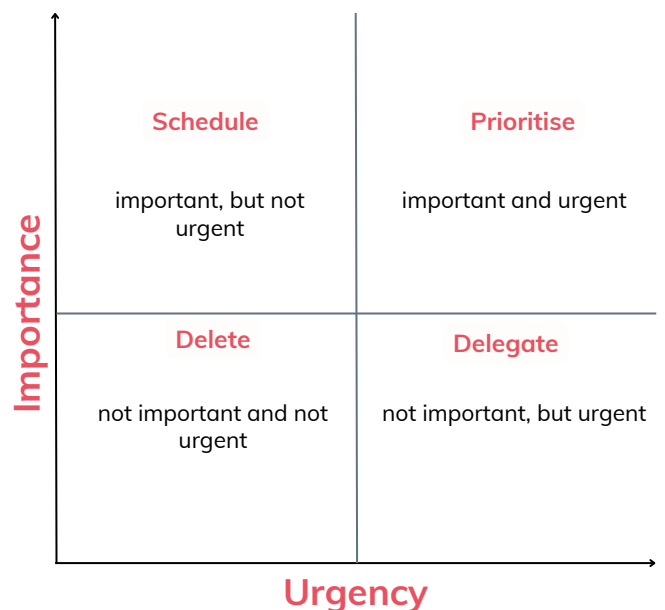 Schedule
Prioritise
important, but not
urgent
important and urgent
Importance
Delete
Delegate
not important and not
urgent
not important, but urgent
Urgency